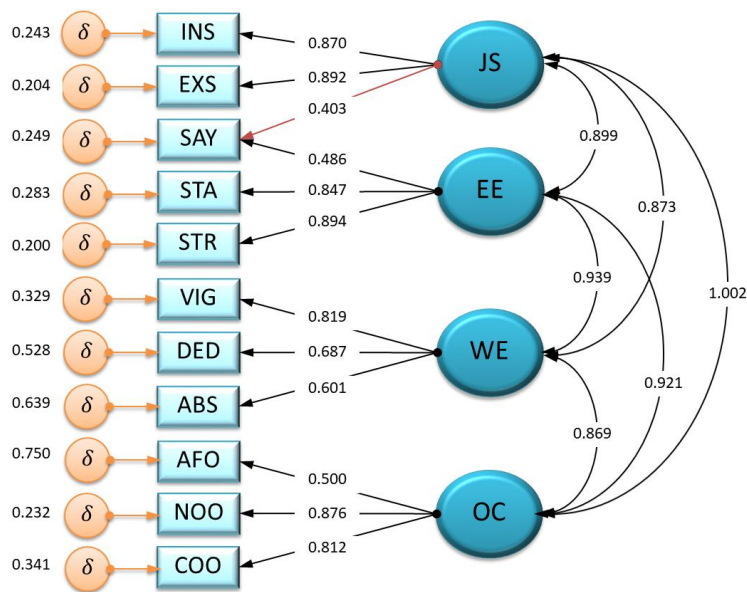 0.243 δ INS 0.870 JS
0.204 δ EXS 0.892
0.403
0.249 δ SAY 0.899
0.486
0.283 δ STA 0.847 EE
0.873
0.894
0.200 δ STR
0.939
0.329 δ VIG 1.002
0.819
0.528 δ DED 0.687 WE
0.921
0.601
0.639 δ ABS
0.869
0.750 δ AFO
0.500
0.232 δ NOO 0.876 OC
0.812
0.341 δ COO